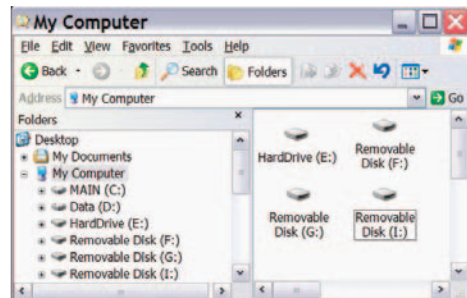 My Computer
File Edit View Favorites Tools Help
Back Search Folders
Address My Computer Go
Folders
Desktop
My Documents
My Computer
MAIN (C:)
Data (D:)
HardDrive (E:)
Removable Disk (F:)
Removable Disk (G:)
Removable Disk (I:)
HardDrive (E:)
Removable
Disk (F:)
Removable
Disk (G:)
Removable
Disk (I:)